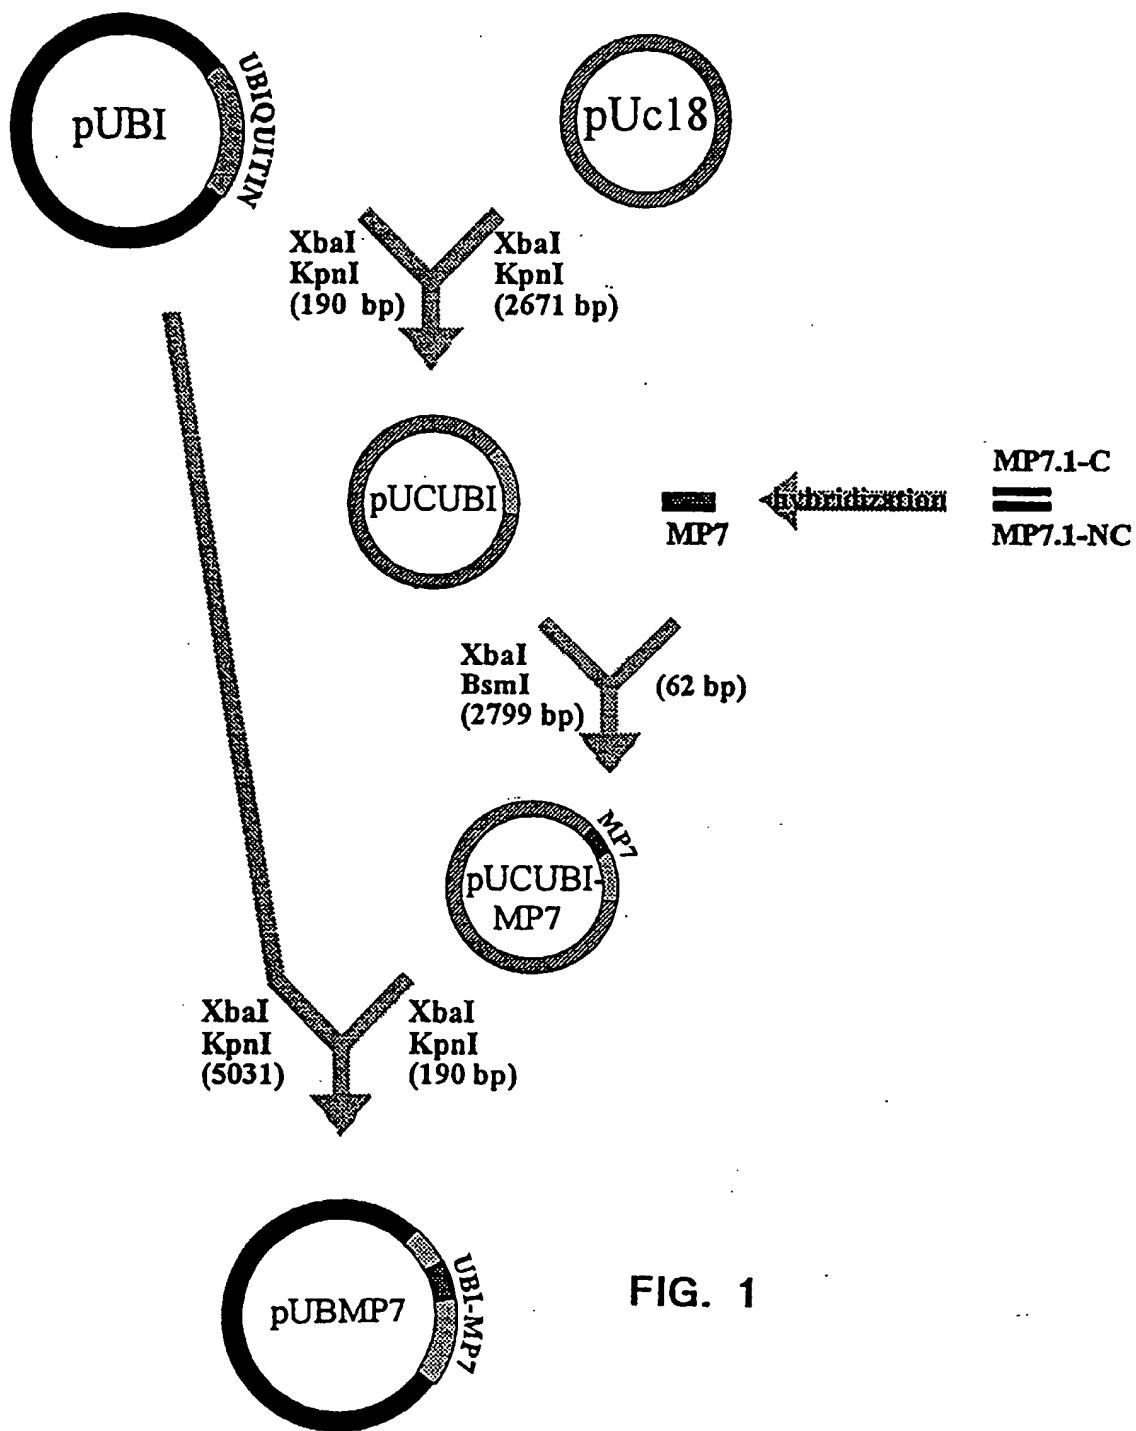 pUBI
UBIQUITIN
pUc18
XbaI
KpnI
(190 bp)
XbaI
KpnI
(2671 bp)
pUCUBI
MP7
hybridization
MP7.1-C
MP7.1-NC
XbaI
BsmI
(2799 bp)
(62 bp)
MP7
pUCUBI-
MP7
XbaI
KpnI
(5031)
XbaI
KpnI
(190 bp)
pUBMP7
UBI-MP7
FIG. 1